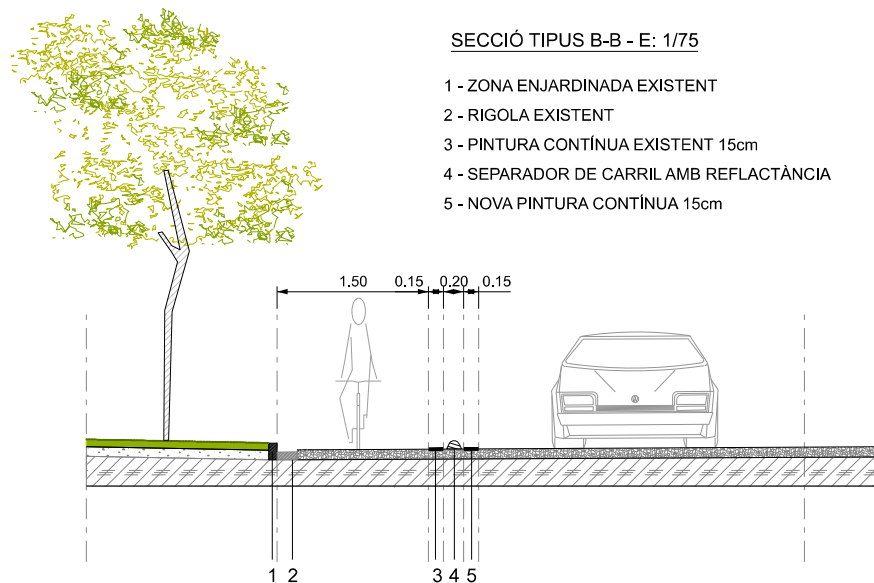 SECCIÓ TIPUS B-B - E: 1/75
1 - ZONA ENJARDINADA EXISTENT
2 - RIGOLA EXISTENT
3 - PINTURA CONTÍNUA EXISTENT 15cm
4 - SEPARADOR DE CARRIL AMB REFLACTÀNCIA
5 - NOVA PINTURA CONTÍNUA 15cm
1.50 0.15 0.20 0.15
1 2 3 4 5